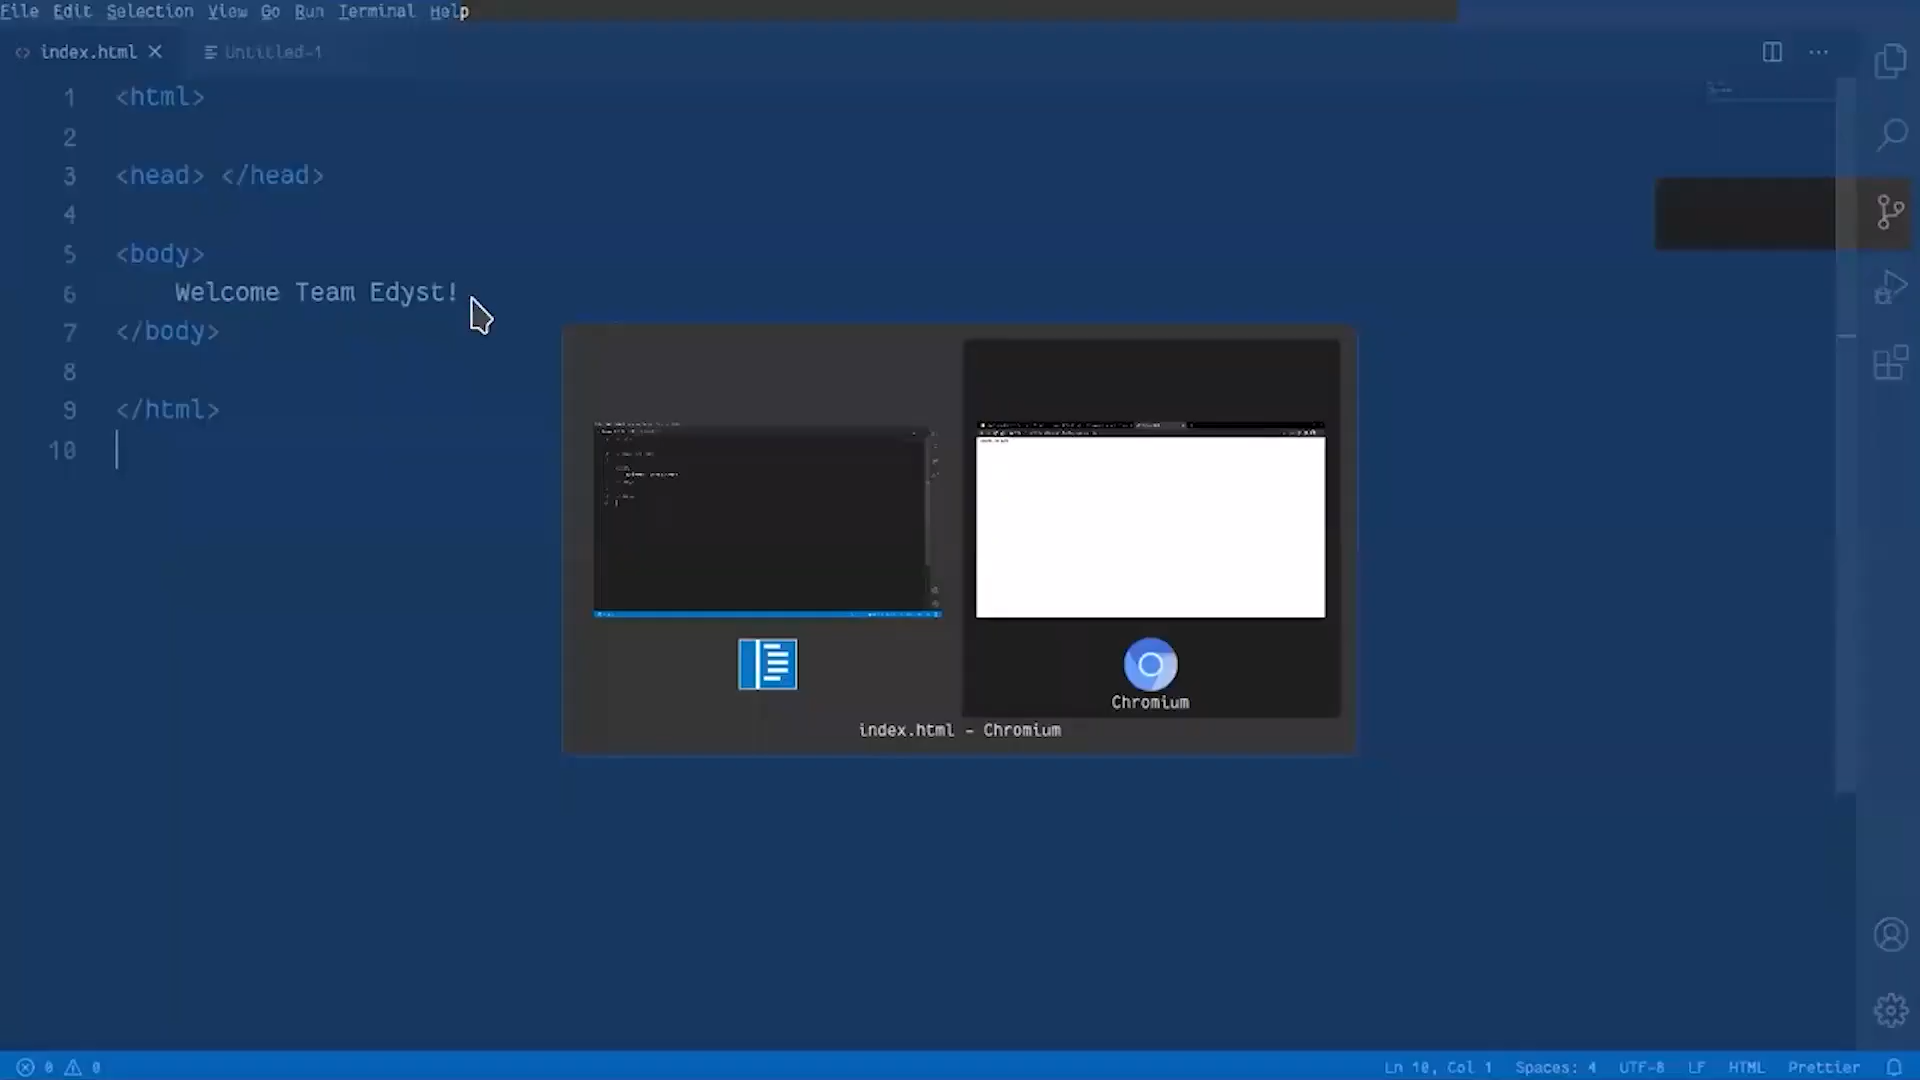 File Edit Selection View Go Run Terminal Help
index.html
Untitled-1
1 <html>
2
3 <head> </head>
4
5 <body>
6 Welcome Team Edyst!
7 </body>
8
9 </html>
10
Chromium
index.html - Chromium
0 0
Ln 10, Col 1 Spaces: 4 UTF-8 LF HTML Prettier